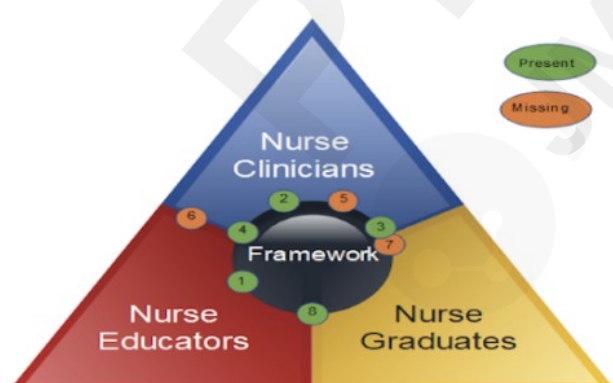 Present
Missing
Nurse
Clinicians
2
5
6
4
3
7
Framework
1
8
Nurse
Educators
Nurse
Graduates